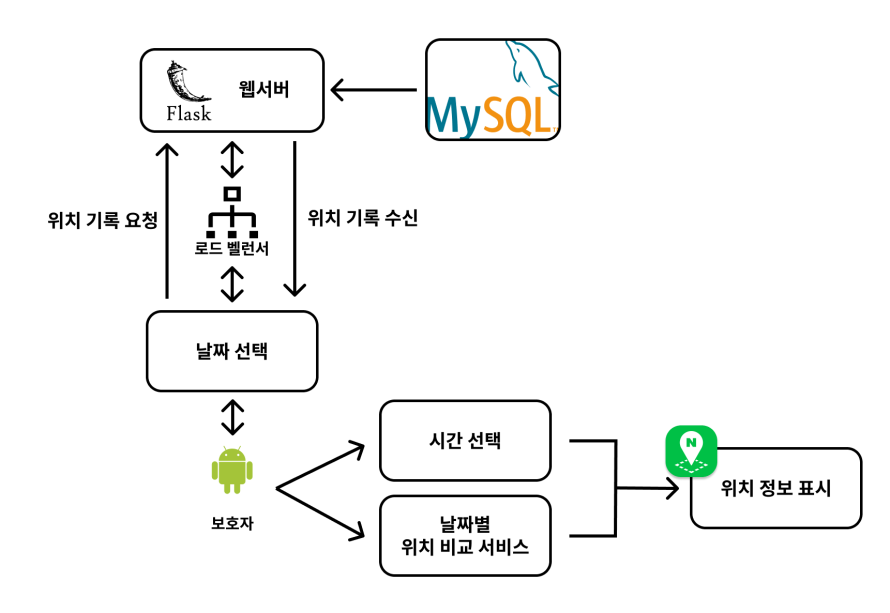 Flask
웹서버
MySQL
위치 기록 요청
위치 기록 수신
로드 벨런서
날짜 선택
보호자
시간 선택
날짜별
위치 비교 서비스
N
위치 정보 표시